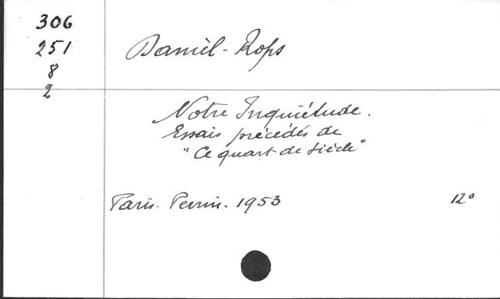 306
251
8
2
Daniel-Rops
Notre Inquiétude.
Essais précédés de
"Ce quart de siècle"
Paris. Perrin. 1953
12°